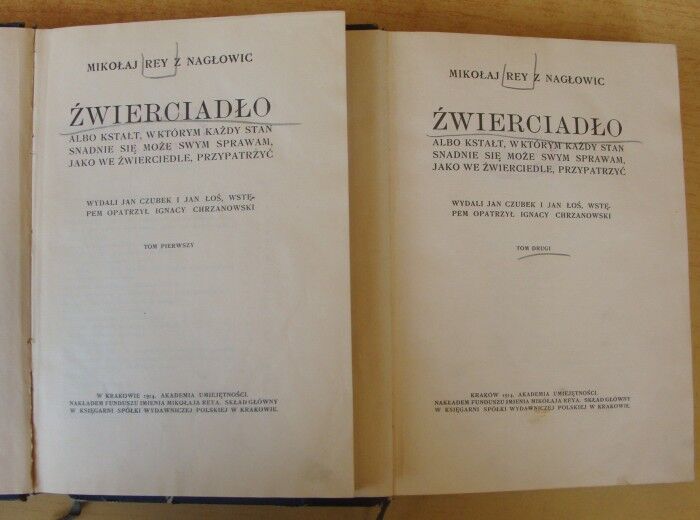 MIKOŁAJ REY Z NAGŁOWIC
ŹWIERCIADŁO
ALBO KSTAŁT, W KTÓRYM KAŻDY STAN
SNADNIE SIĘ MOŻE SWYM SPRAWAM,
JAKO WE ŹWIERCIEDLE, PRZYPATRZYĆ
WYDALI JAN CZUBEK I JAN ŁOŚ, WSTĘ-
PEM OPATRZYŁ IGNACY CHRZANOWSKI
TOM PIERWSZY
W KRAKOWIE 1914. AKADEMIA UMIEJĘTNOŚCI.
NAKŁADEM FUNDUSZU IMIENIA MIKOŁAJA REYA. SKŁAD GŁÓWNY
W KSIĘGARNI SPÓŁKI WYDAWNICZEJ POLSKIEJ W KRAKOWIE.
MIKOŁAJ REY Z NAGŁOWIC
ŹWIERCIADŁO
ALBO KSTAŁT, W KTÓRYM KAŻDY STAN
SNADNIE SIĘ MOŻE SWYM SPRAWAM,
JAKO WE ŹWIERCIEDLE, PRZYPATRZYĆ
WYDALI JAN CZUBEK I JAN ŁOŚ, WSTĘ-
PEM OPATRZYŁ IGNACY CHRZANOWSKI
TOM DRUGI
KRAKÓW 1914. AKADEMIA UMIEJĘTNOŚCI.
NAKŁADEM FUNDUSZU IMIENIA MIKOŁAJA REYA. SKŁAD GŁÓWNY
W KSIĘGARNI SPÓŁKI WYDAWNICZEJ POLSKIEJ W KRAKOWIE.